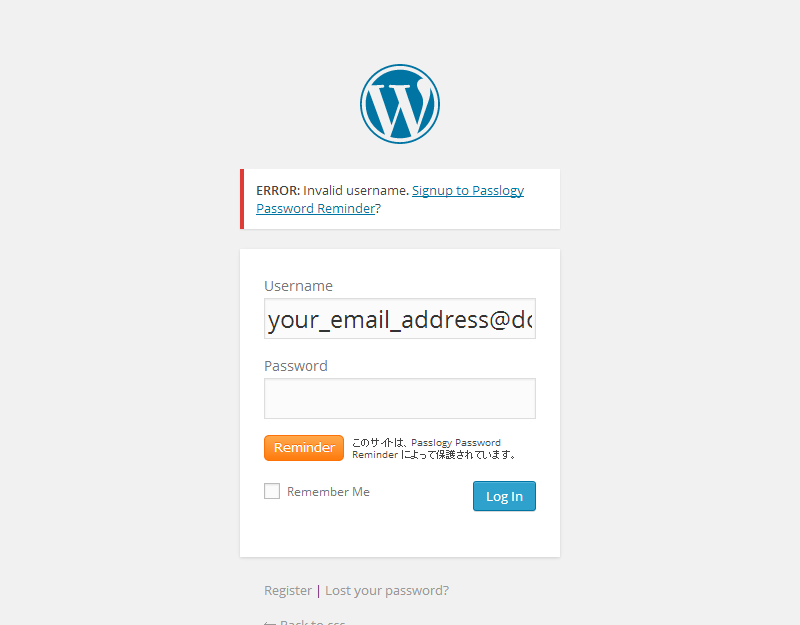 ERROR: Invalid username. Signup to Passlogy
Password Reminder?
Username
your_email_address@do
Password
Reminder
このサイトは、Passlogy Password
Reminder によって保護されています。
Remember Me
Log In
Register | Lost your password?
← Back to css